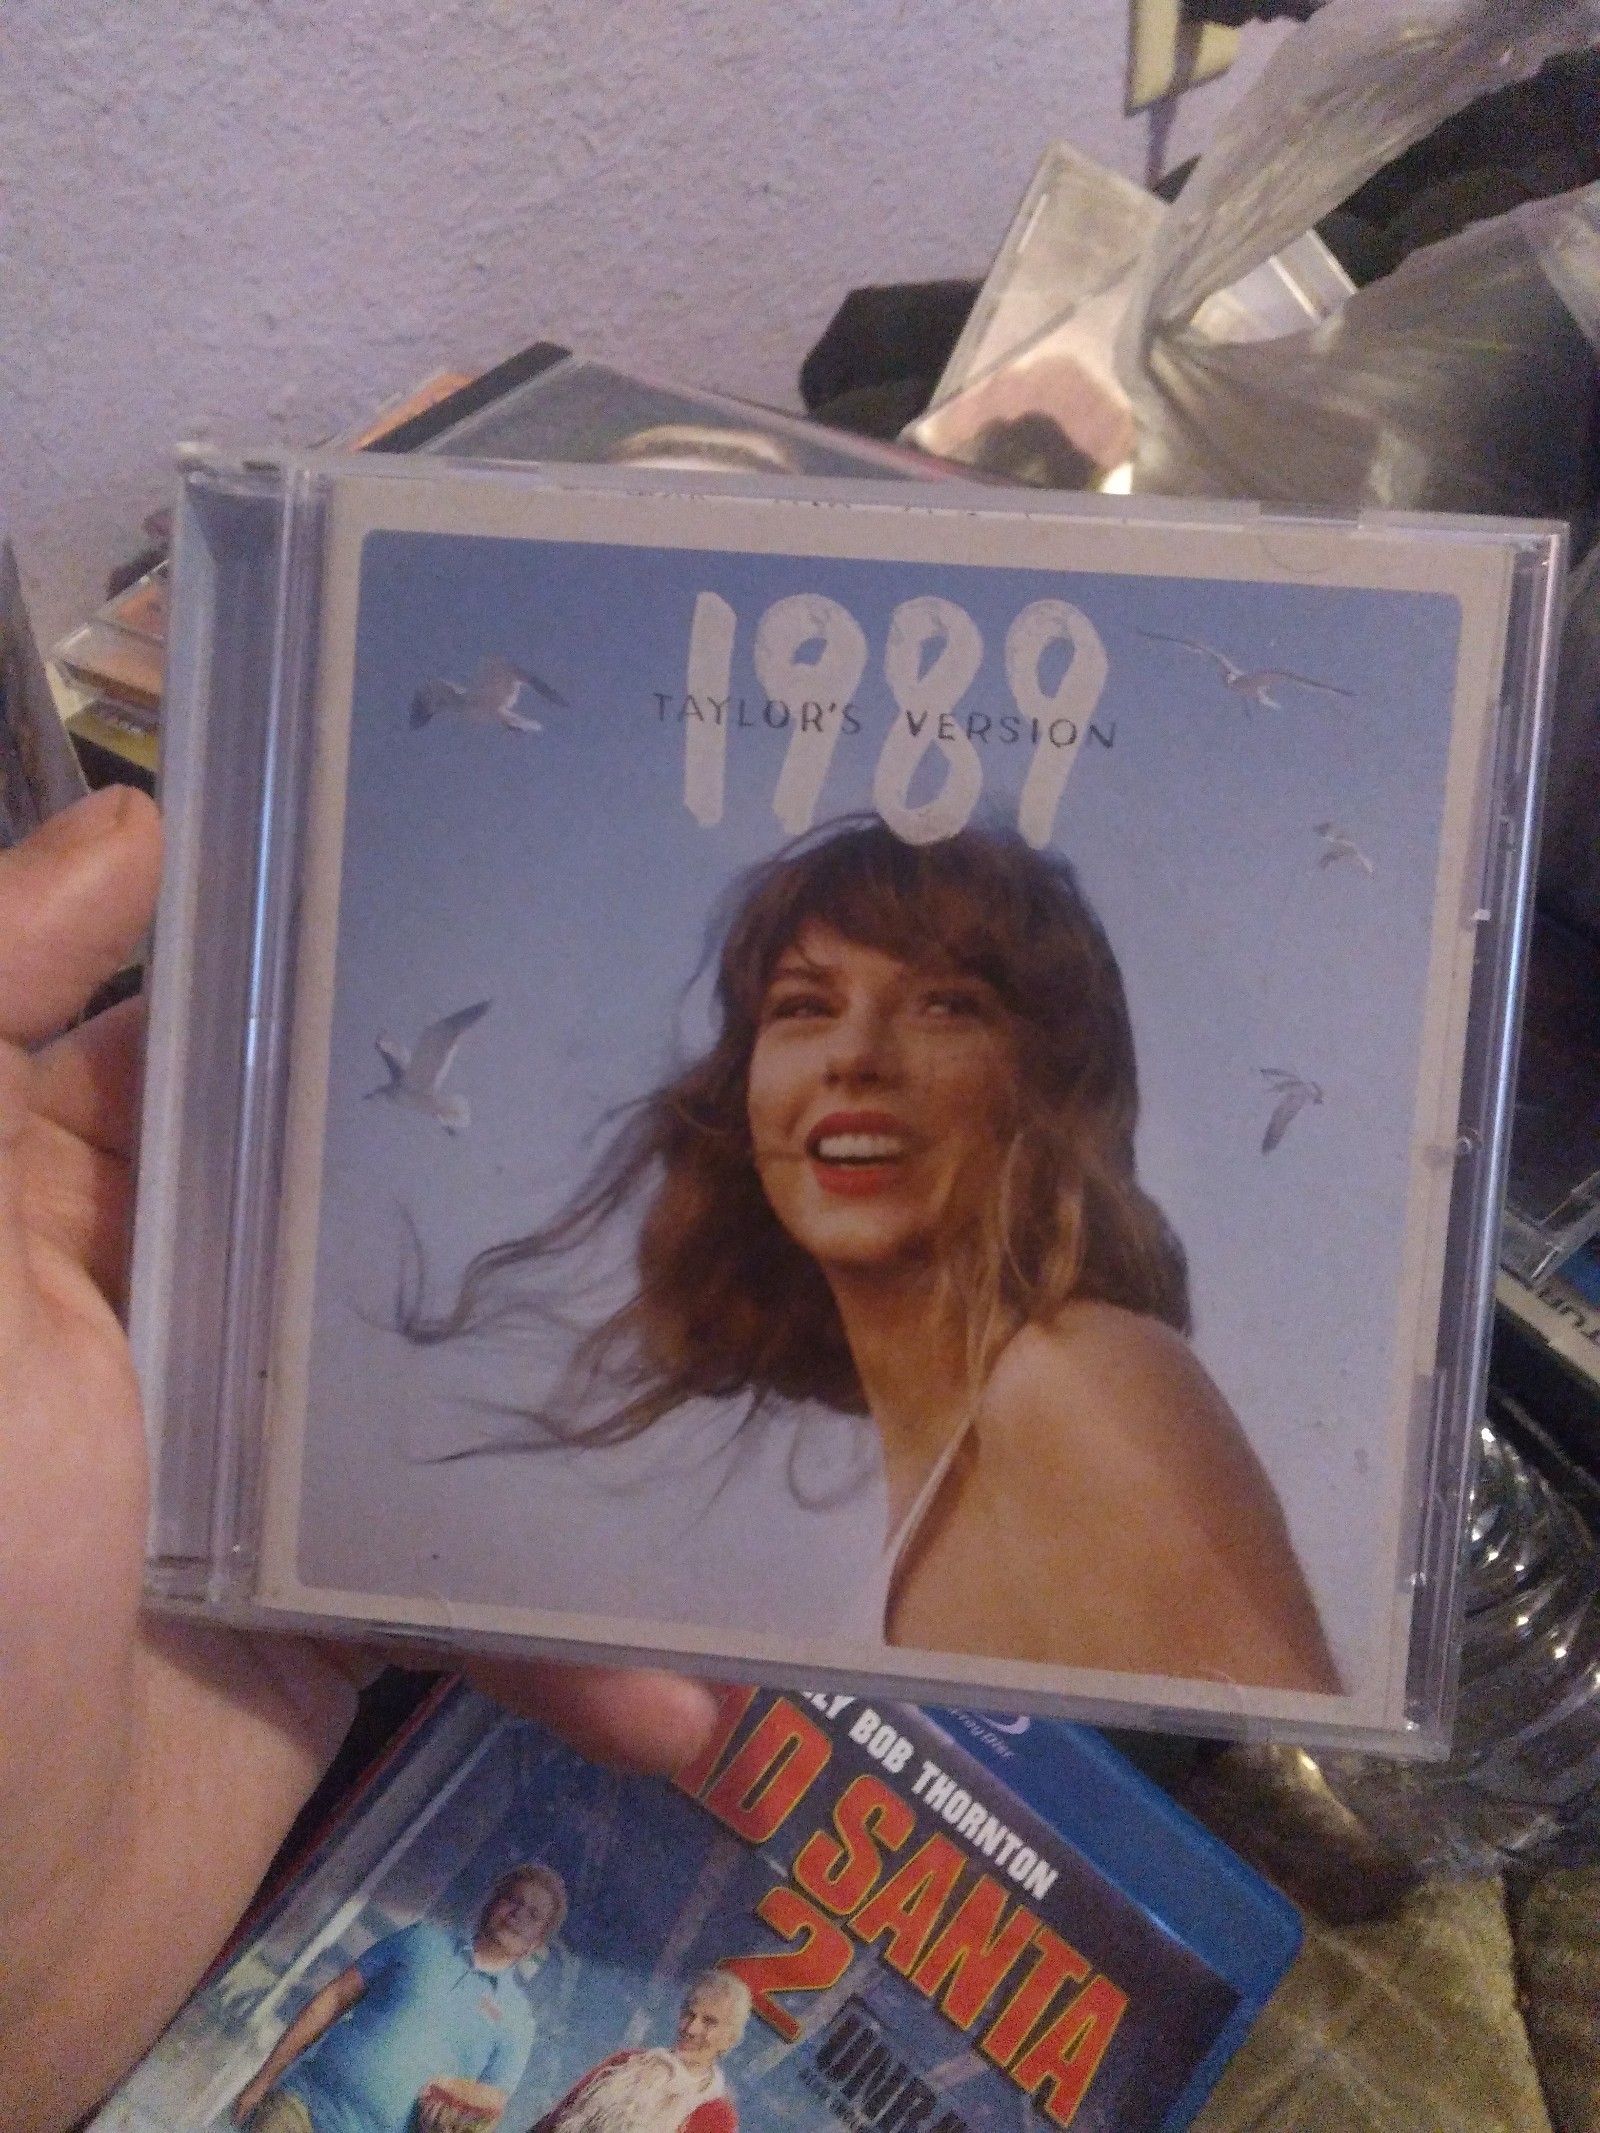 1989
TAYLOR'S VERSION
BOB THORNTON
SANTA
2